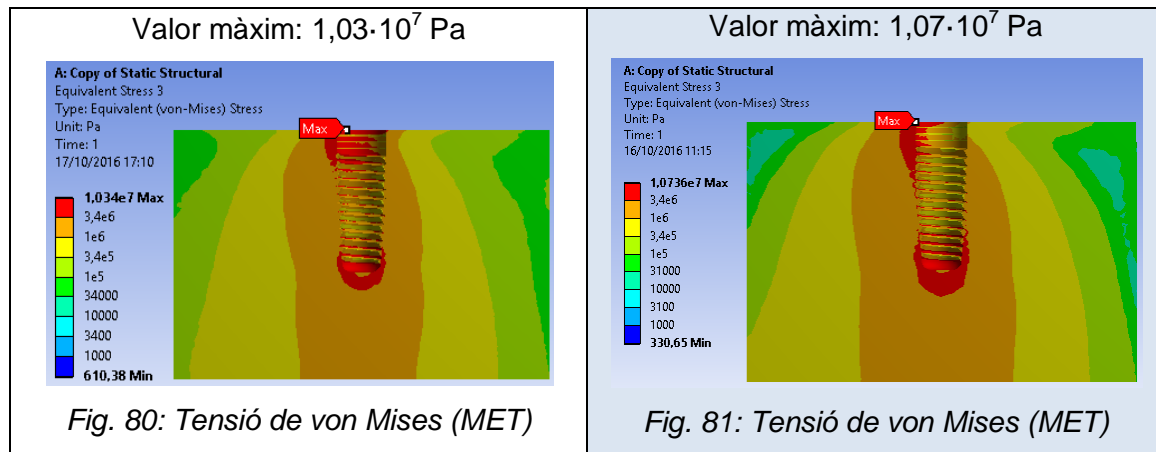 Valor màxim: 1,03·10⁷ Pa
A: Copy of Static Structural
Equivalent Stress 3
Type: Equivalent (von-Mises) Stress
Unit: Pa
Time: 1
17/10/2016 17:10
Max
1,034e7 Max
3,4e6
1e6
3,4e5
1e5
34000
10000
3400
1000
610,38 Min
Fig. 80: Tensió de von Mises (MET)
Valor màxim: 1,07·10⁷ Pa
A: Copy of Static Structural
Equivalent Stress 3
Type: Equivalent (von-Mises) Stress
Unit: Pa
Time: 1
16/10/2016 11:15
Max
1,0736e7 Max
3,4e6
1e6
3,4e5
1e5
31000
10000
3100
1000
330,65 Min
Fig. 81: Tensió de von Mises (MET)